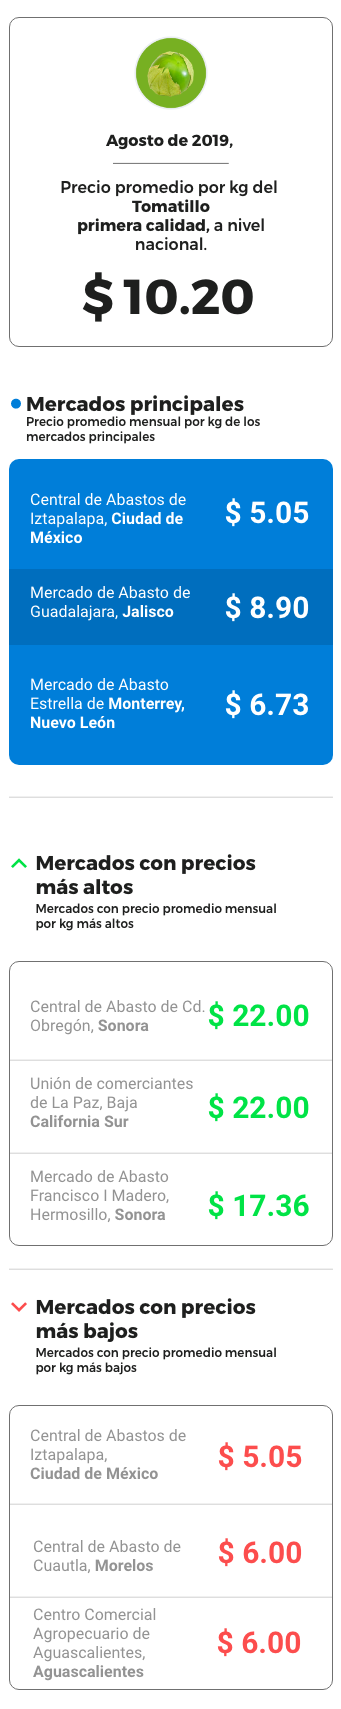 Agosto de 2019,
Precio promedio por kg del
Tomatillo
primera calidad, a nivel
nacional.
$ 10.20
Mercados principales
Precio promedio mensual por kg de los
mercados principales
Central de Abastos de
Iztapalapa, Ciudad de
México
$ 5.05
Mercado de Abasto de
Guadalajara, Jalisco
$ 8.90
Mercado de Abasto
Estrella de Monterrey,
Nuevo León
$ 6.73
Mercados con precios
más altos
Mercados con precio promedio mensual
por kg más altos
Central de Abasto de Cd.
Obregón, Sonora
$ 22.00
Unión de comerciantes
de La Paz, Baja
California Sur
$ 22.00
Mercado de Abasto
Francisco I Madero,
Hermosillo, Sonora
$ 17.36
Mercados con precios
más bajos
Mercados con precio promedio mensual
por kg más bajos
Central de Abastos de
Iztapalapa,
Ciudad de México
$ 5.05
Central de Abasto de
Cuautla, Morelos
$ 6.00
Centro Comercial
Agropecuario de
Aguascalientes,
Aguascalientes
$ 6.00